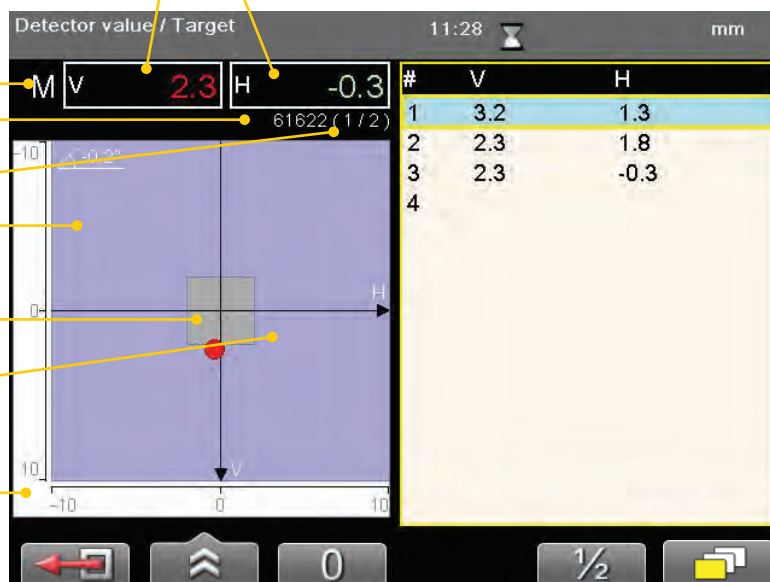 Detector value / Target 11:28 mm
M V 2.3 H -0.3
61622 (1 / 2)
# V H
1 3.2 1.3
2 2.3 1.8
3 2.3 -0.3
4
-10
-0.2°
0
H
10
V
-10 0 10
0 ½